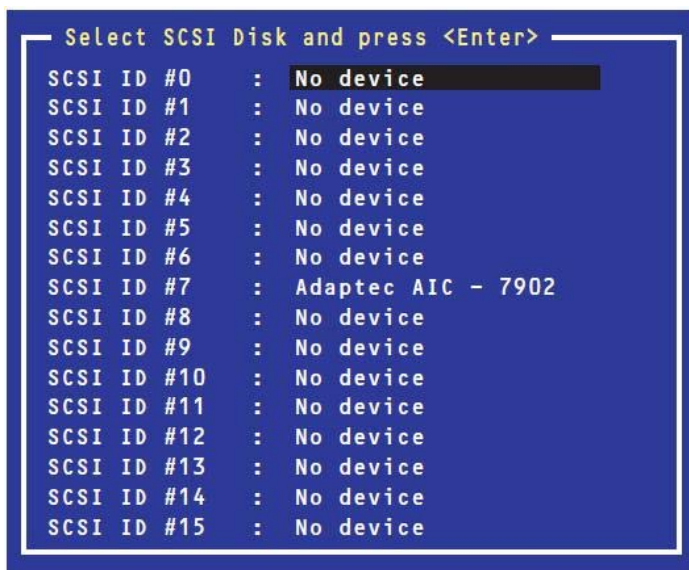 Select SCSI Disk and press <Enter>
SCSI ID #0 : No device
SCSI ID #1 : No device
SCSI ID #2 : No device
SCSI ID #3 : No device
SCSI ID #4 : No device
SCSI ID #5 : No device
SCSI ID #6 : No device
SCSI ID #7 : Adaptec AIC - 7902
SCSI ID #8 : No device
SCSI ID #9 : No device
SCSI ID #10 : No device
SCSI ID #11 : No device
SCSI ID #12 : No device
SCSI ID #13 : No device
SCSI ID #14 : No device
SCSI ID #15 : No device